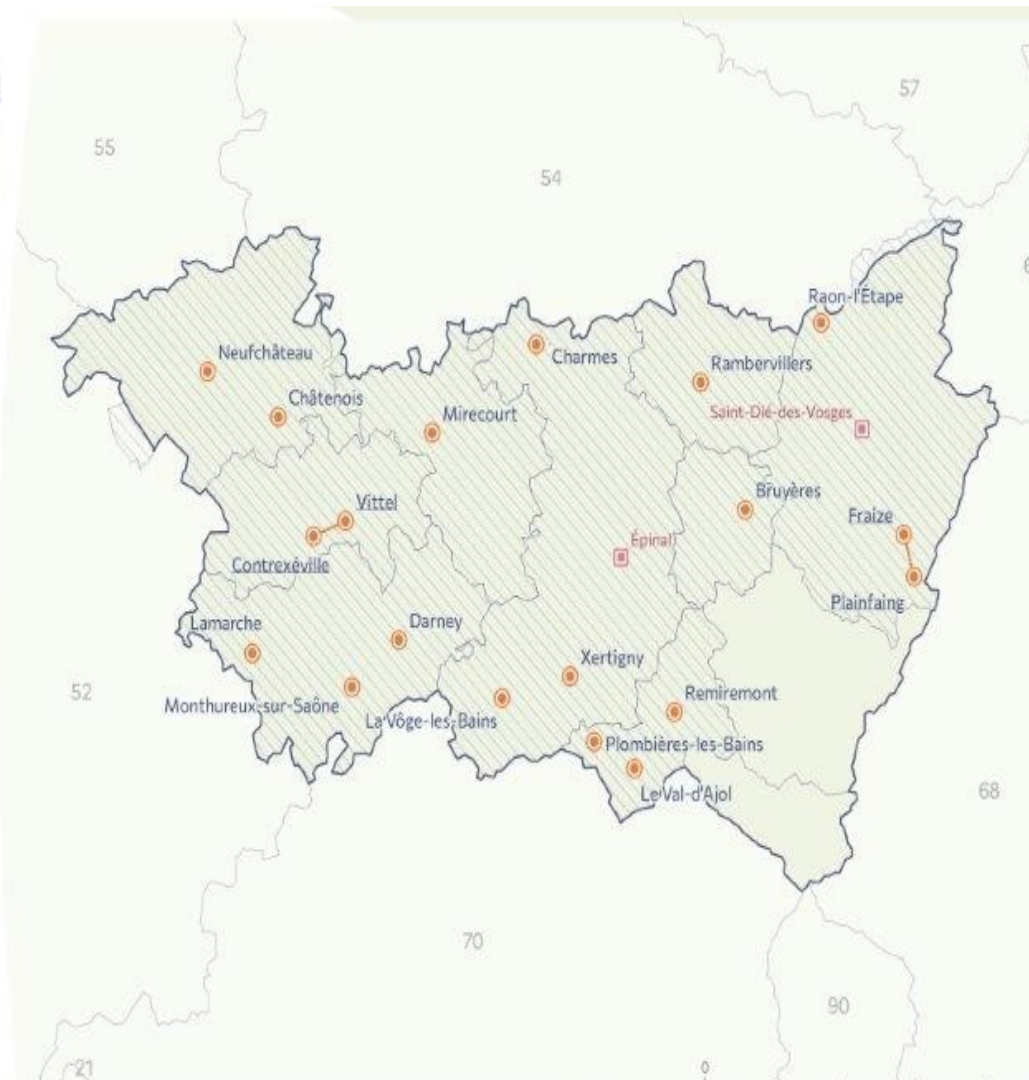 57
55
54
6
Raon-l'Étape
Neufchâteau
Charmes
Rambervillers
Châtenois
Mirecourt
Saint-Dié-des-Vosges
Vittel
Bruyères
Fraize
Épinal
Contrexéville
Plainfaing
Lamarche
Darney
Xertigny
52
Remiremont
Monthureux-sur-Saône
La Vôge-les-Bains
Plombières-les-Bains
Le Val-d'Ajol
68
70
90
21
0